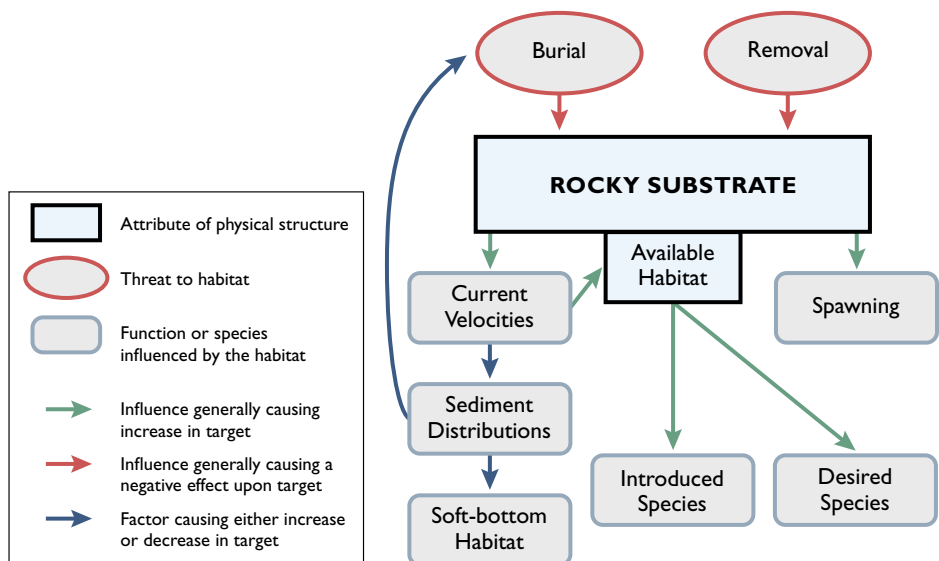 Burial
Removal
ROCKY SUBSTRATE
Available
Habitat
Current
Velocities
Spawning
Sediment
Distributions
Introduced
Species
Desired
Species
Soft-bottom
Habitat
Attribute of physical structure
Threat to habitat
Function or species
influenced by the habitat
Influence generally causing
increase in target
Influence generally causing a
negative effect upon target
Factor causing either increase
or decrease in target